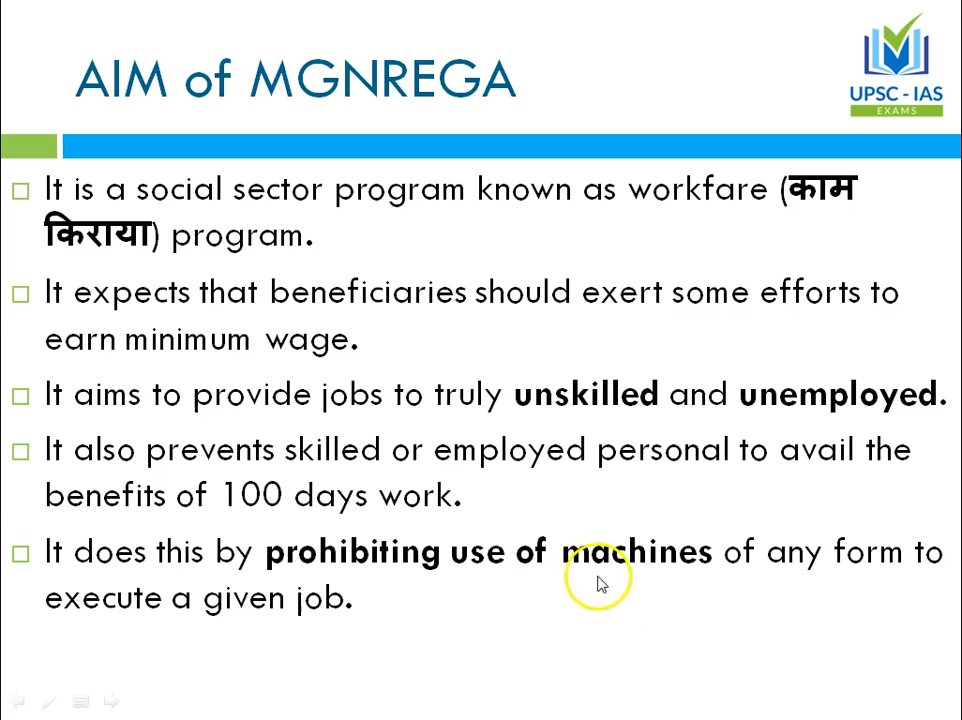 AIM of MGNREGA
UPSC - IAS
EXAMS
It is a social sector program known as workfare (काम
किराया) program.
It expects that beneficiaries should exert some efforts to
earn minimum wage.
It aims to provide jobs to truly unskilled and unemployed.
It also prevents skilled or employed personal to avail the
benefits of 100 days work.
It does this by prohibiting use of machines of any form to
execute a given job.